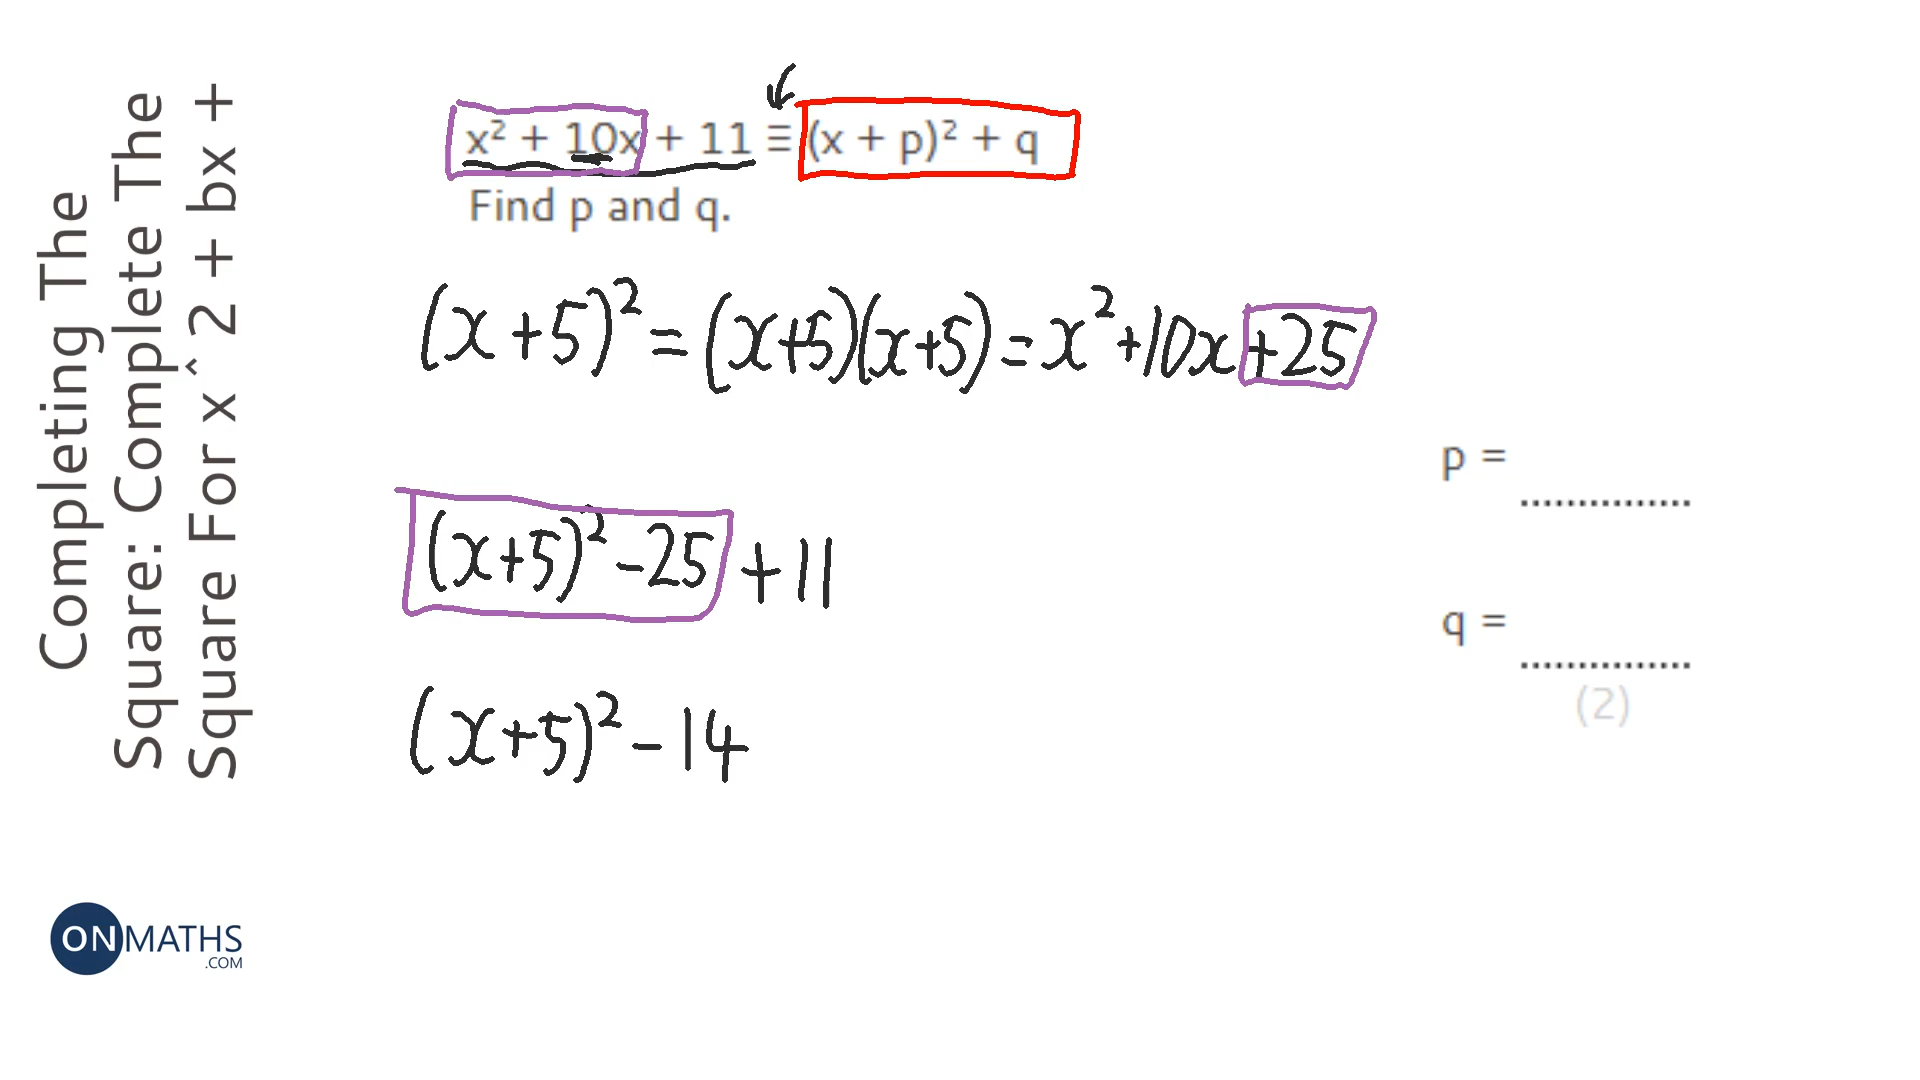 Completing The
Square: Complete The
Square For x ^ 2 + bx +
x² + 10x + 11 ≡ (x + p)² + q
Find p and q.
(x+5)² = (x+5)(x+5) = x²+10x+25
(x+5)² -25 +11
(x+5)² - 14
p = ...............
q = ...............
(2)
ONMATHS
.COM